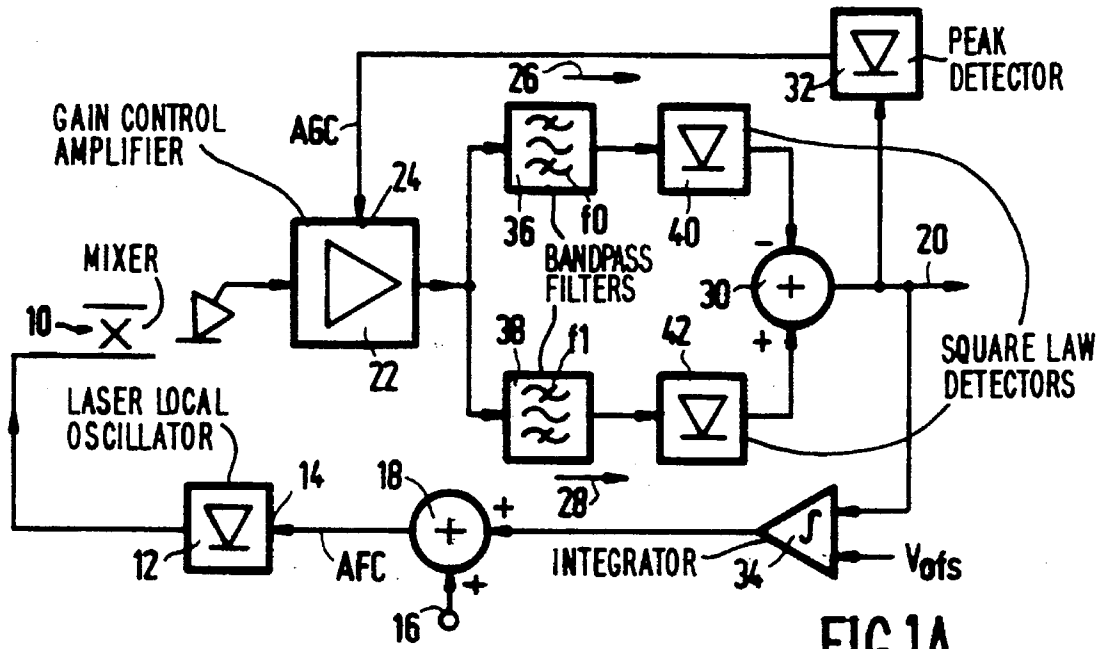 PEAK
DETECTOR
32
26
GAIN CONTROL
AMPLIFIER
AGC
24
36
f0
40
MIXER
BANDPASS
FILTERS
-
30
+
20
10
X
22
38
f1
42
+
SQUARE LAW
DETECTORS
LASER LOCAL
OSCILLATOR
14
18
28
+
+
∫
12
AFC
INTEGRATOR
34
Vofs
+
16
FIG.1A